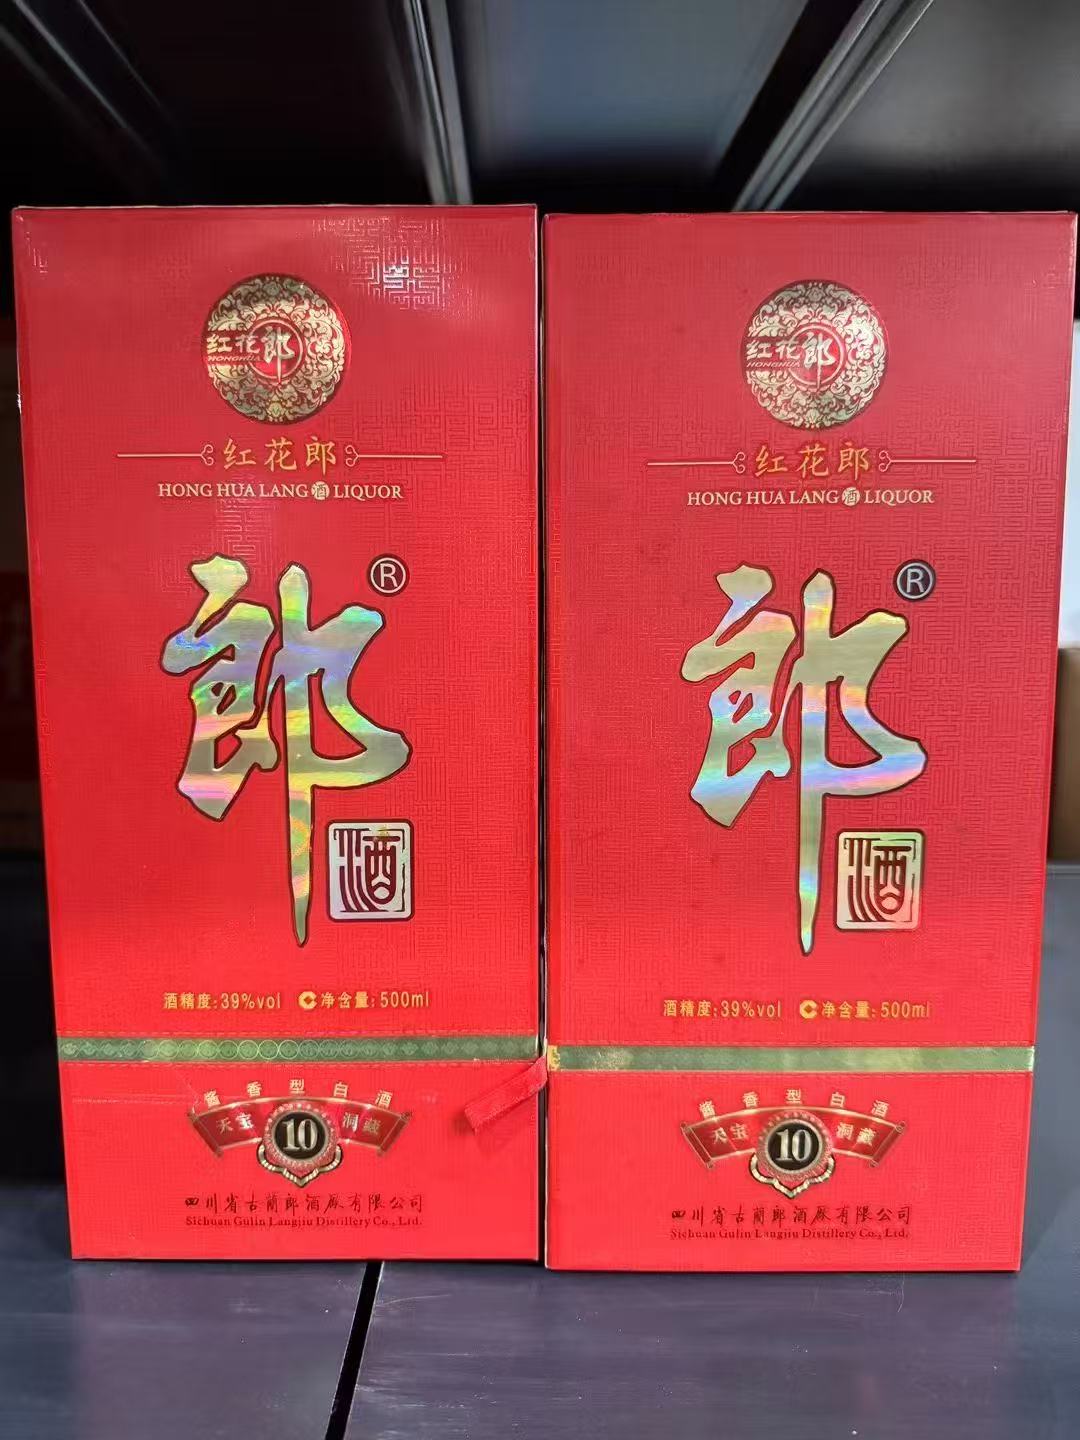 红花郎
HONGHUA
红花郎
HONG HUA LANG 酒 LIQUOR
郎®
酒
酒精度:39%vol 净含量:500ml
酱香型白酒
天宝 10 洞藏
四川省古蔺郎酒厂有限公司
Sichuan Gulin Langjiu Distillery Co., Ltd.
红花郎
HONGHUA
红花郎
HONG HUA LANG 酒 LIQUOR
郎®
酒
酒精度:39%vol 净含量:500ml
酱香型白酒
天宝 10 洞藏
四川省古蔺郎酒厂有限公司
Sichuan Gulin Langjiu Distillery Co., Ltd.